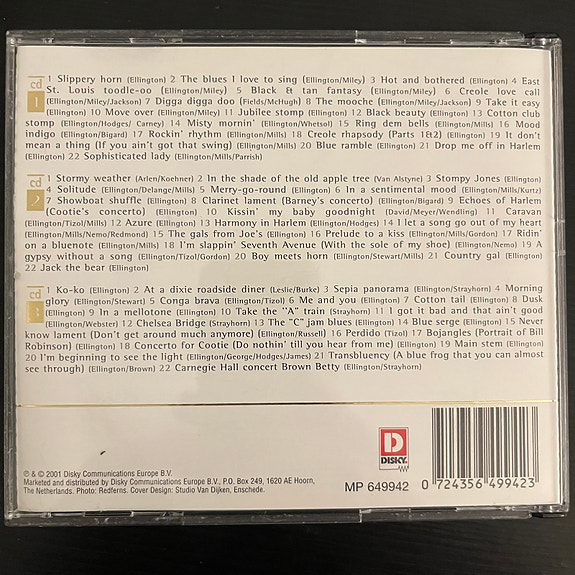 cd
1
1 Slippery horn (Ellington) 2 The blues I love to sing (Ellington/Miley) 3 Hot and bothered (Ellington) 4 East
St. Louis toodle-oo (Ellington/Miley) 5 Black & tan fantasy (Ellington/Miley) 6 Creole love call
(Ellington/Miley/Jackson) 7 Digga digga doo (Fields/McHugh) 8 The mooche (Ellington/Miley) 9 Take it easy
(Ellington) 10 Move over (Ellington/Miley) 11 Jubilee stomp (Ellington) 12 Black beauty (Ellington) 13 Cotton club
stomp (Ellington/Hodges/ Carney) 14 Misty mornin' (Ellington/Whetsol) 15 Ring dem bells (Ellington/Mills) 16 Mood
indigo (Ellington/Bigard) 17 Rockin' rhythm (Ellington/Mills) 18 Creole rhapsody (Parts 1&2) 19 It don't
mean a thing (If you ain't got that swing) (Ellington/Mills) 20 Blue ramble (Ellington) 21 Drop me off in Harlem
(Ellington) 22 Sophisticated lady (Ellington/Mills/Parrish)
cd
2
1 Stormy weather (Arlen/Koehner) 2 In the shade of the old apple tree (Van Alstyne) 3 Stompy Jones (Ellington)
4 Solitude (Ellington/Delange/Mills) 5 Merry-go-round (Ellington) 6 In a sentimental mood (Ellington/Mills/Kurtz)
7 Showboat shuffle (Ellington) 8 Clarinet lament (Barney's concerto) (Ellington/Bigard) 9 Echoes of Harlem
(Cootie's concerto) (Ellington) 10 Kissin' my baby goodnight (David/Meyer/Wendling) 11 Caravan
(Ellington/Tizol/Mills) 12 Azure (Ellington) 13 Harmony in Harlem (Ellington/Hodges) 14 I let a song go out of my heart
(Ellington/Mills/Nemo/Redmond) 15 The gals from Joe's (Ellington/Mills) 16 Prelude to a kiss (Ellington/Mills/Gordon) 17 Ridin'
on a bluenote (Ellington/Mills) 18 I'm slappin' Seventh Avenue (With the sole of my shoe) (Ellington/Nemo) 19 A
gypsy without a song (Ellington/Tizol/Gordon) 20 Boy meets horn (Ellington/Stewart/Mills) 21 Country gal (Ellington)
22 Jack the bear (Ellington)
cd
3
1 Ko-ko (Ellington) 2 At a dixie roadside diner (Leslie/Burke) 3 Sepia panorama (Ellington/Strayhorn) 4 Morning
glory (Ellington/Stewart) 5 Conga brava (Ellington/Tizol) 6 Me and you (Ellington) 7 Cotton tail (Ellington) 8 Dusk
(Ellington) 9 In a mellotone (Ellington) 10 Take the "A" train (Strayhorn) 11 I got it bad and that ain't good
(Ellington/Webster) 12 Chelsea Bridge (Strayhorn) 13 The "C" jam blues (Ellington) 14 Blue serge (Ellington) 15 Never
know lament (Don't get around much anymore) (Ellington/Russell) 16 Perdido (Tizol) 17 Bojangles (Portrait of Bill
Robinson) (Ellington) 18 Concerto for Cootie (Do nothin' till you hear from me) (Ellington) 19 Main stem (Ellington)
20 I'm beginning to see the light (Ellington/George/Hodges/James) 21 Transbluency (A blue frog that you can almost
see through) (Ellington/Brown) 22 Carnegie Hall concert Brown Betty (Ellington/Strayhorn)
℗ & © 2001 Disky Communications Europe B.V.
Marketed and distributed by Disky Communications Europe B.V., P.O. Box 249, 1620 AE Hoorn,
The Netherlands. Photo: Redferns. Cover Design: Studio Van Dijken, Enschede.
D
DISKY
MP 649942
0 724356 499423